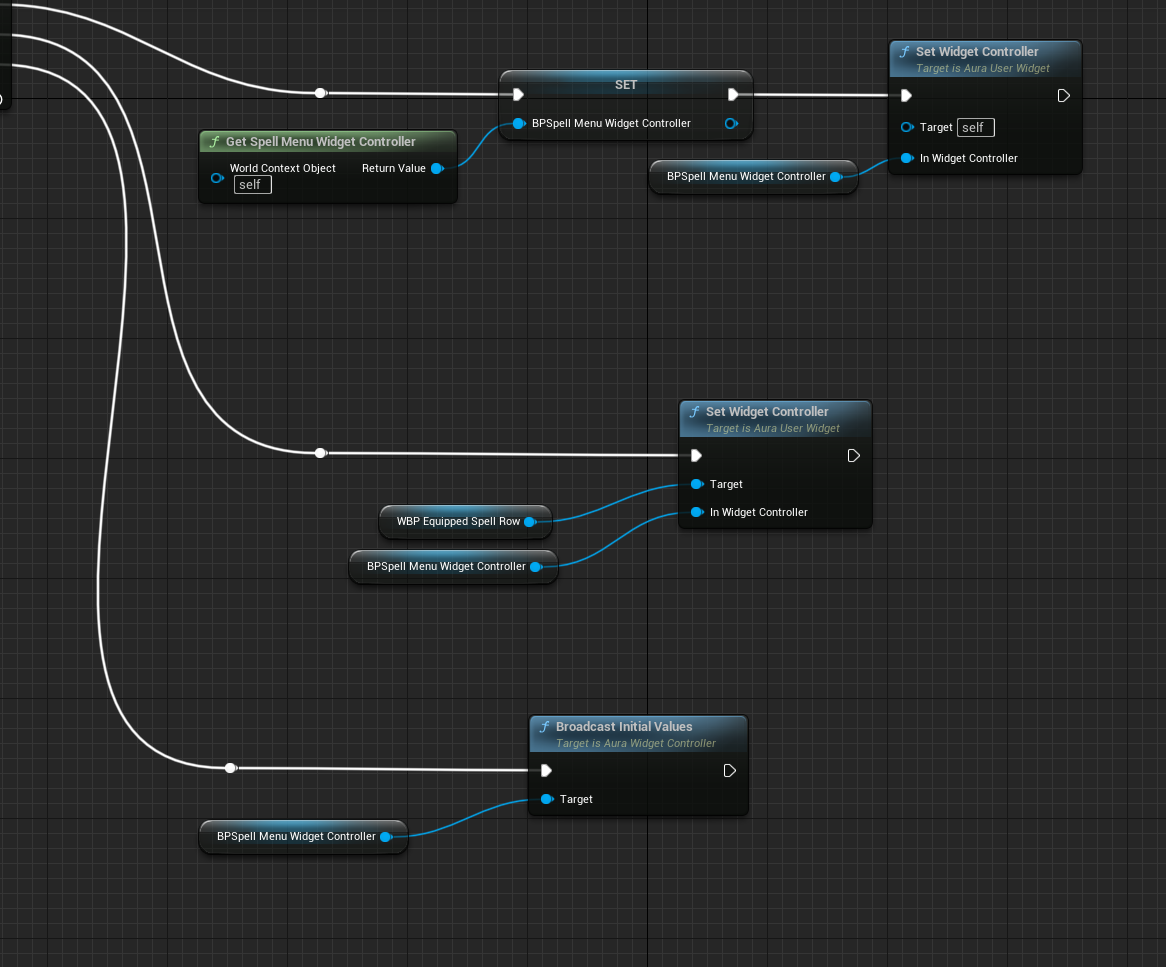 Set Widget Controller
Target is Aura User Widget
SET
BPSpell Menu Widget Controller
Target self
In Widget Controller
Get Spell Menu Widget Controller
World Context Object Return Value
self
BPSpell Menu Widget Controller
Set Widget Controller
Target is Aura User Widget
Target
In Widget Controller
WBP Equipped Spell Row
BPSpell Menu Widget Controller
Broadcast Initial Values
Target is Aura Widget Controller
Target
BPSpell Menu Widget Controller